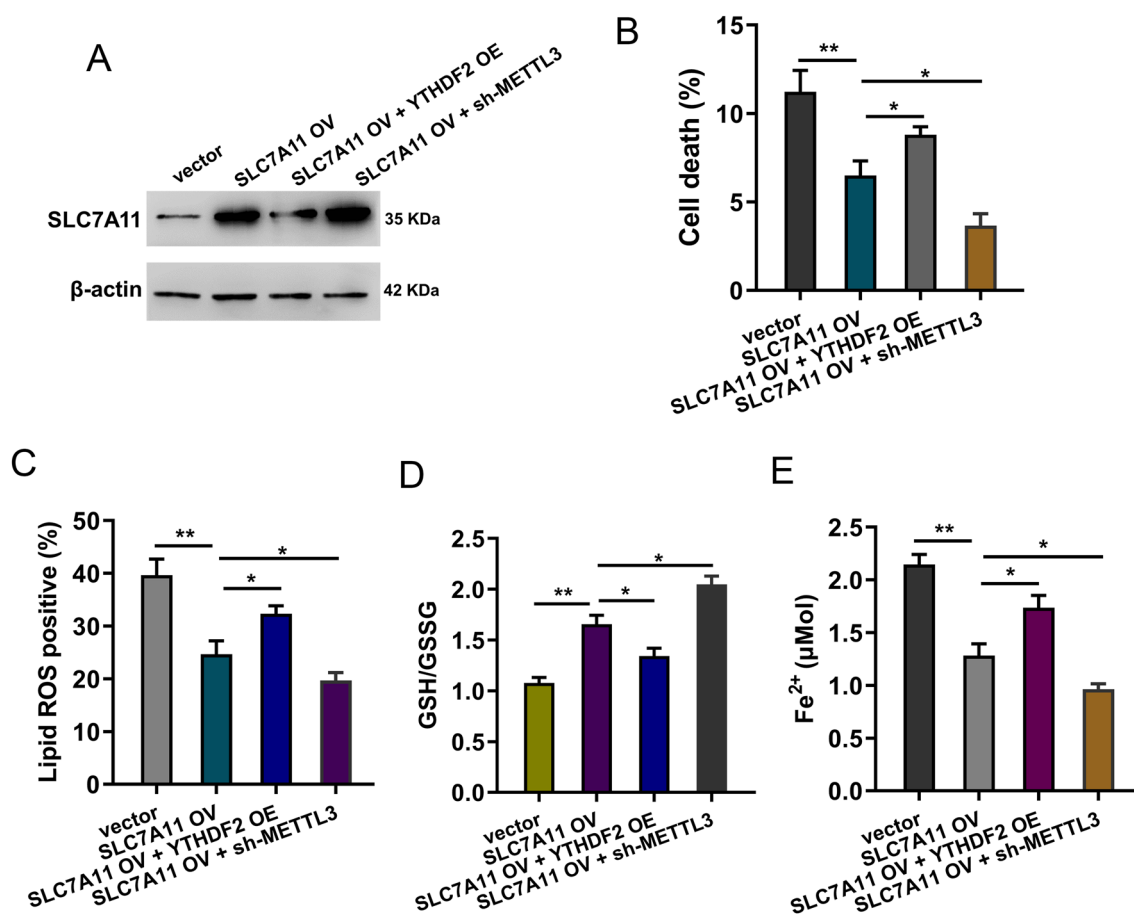 A
vector
SLC7A11 OV
SLC7A11 OV + YTHDF2 OE
SLC7A11 OV + sh-METTL3
SLC7A11
35 KDa
β-actin
42 KDa
B
Cell death (%)
15
10
5
0
**
*
*
vector
SLC7A11 OV
SLC7A11 OV + YTHDF2 OE
SLC7A11 OV + sh-METTL3
C
Lipid ROS positive (%)
50
40
30
20
10
0
**
*
*
vector
SLC7A11 OV
SLC7A11 OV + YTHDF2 OE
SLC7A11 OV + sh-METTL3
D
GSH/GSSG
2.5
2.0
1.5
1.0
0.5
0.0
**
*
*
vector
SLC7A11 OV
SLC7A11 OV + YTHDF2 OE
SLC7A11 OV + sh-METTL3
E
Fe²⁺ (μMol)
2.5
2.0
1.5
1.0
0.5
0.0
**
*
*
vector
SLC7A11 OV
SLC7A11 OV + YTHDF2 OE
SLC7A11 OV + sh-METTL3